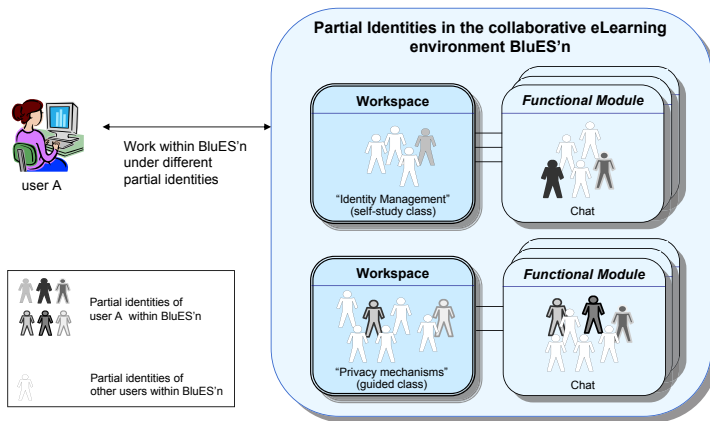 Partial Identities in the collaborative eLearning
environment BluES’n
Workspace
Functional Module
Work within BluES’n
under different
partial identities
user A
“Identity Management”
(self-study class)
Chat
Workspace
Functional Module
Partial identities of
user A within BluES’n
Partial identities of
other users within BluES’n
“Privacy mechanisms”
(guided class)
Chat